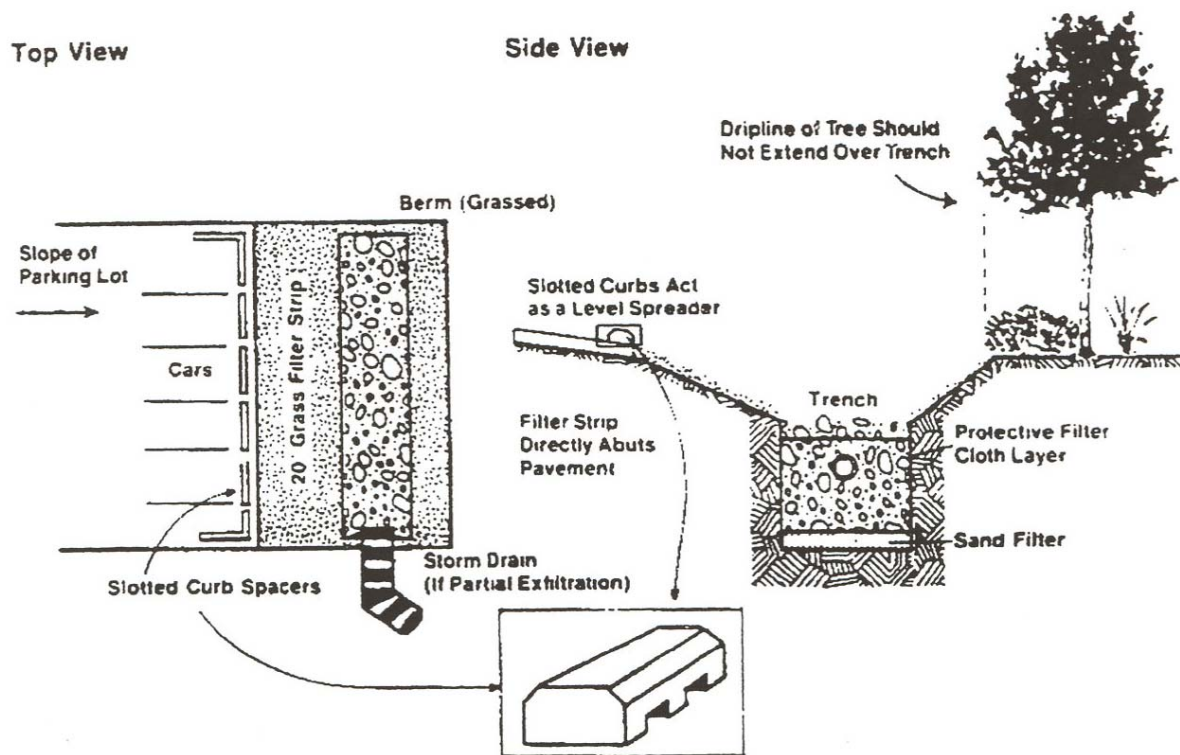 Top View
Side View
Dripline of Tree Should
Not Extend Over Trench
Berm (Grassed)
Slope of
Parking Lot
Slotted Curbs Act
as a Level Spreader
20 Grass Filter Strip
Cars
Trench
Filter Strip
Directly Abuts
Pavement
Protective Filter
Cloth Layer
Sand Filter
Storm Drain
(If Partial Exfiltration)
Slotted Curb Spacers